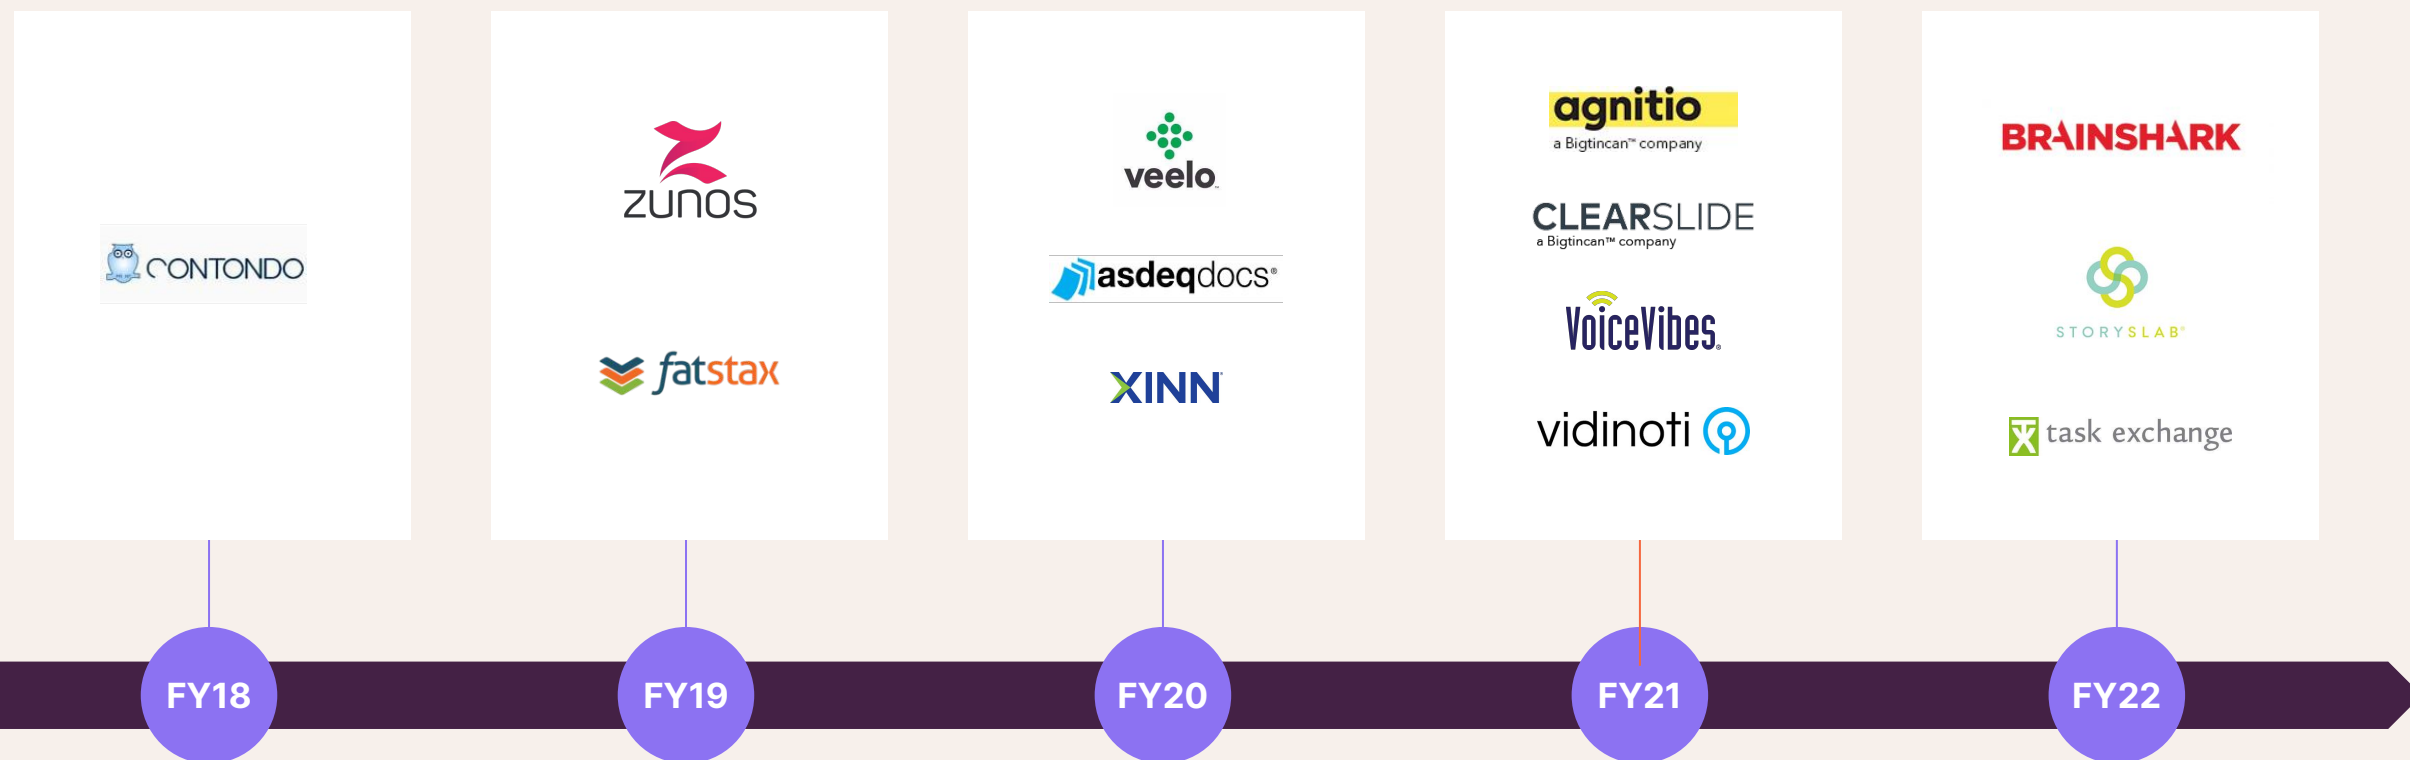 CONTONDO
FY18
zunos
fatstax
FY19
veelo™
asdeqdocs®
XINN
FY20
agnitio
a Bigtincan™ company
CLEARSLIDE
a Bigtincan™ company
VoiceVibes®
vidinoti
FY21
BRAINSHARK
STORYSLAB®
task exchange
FY22